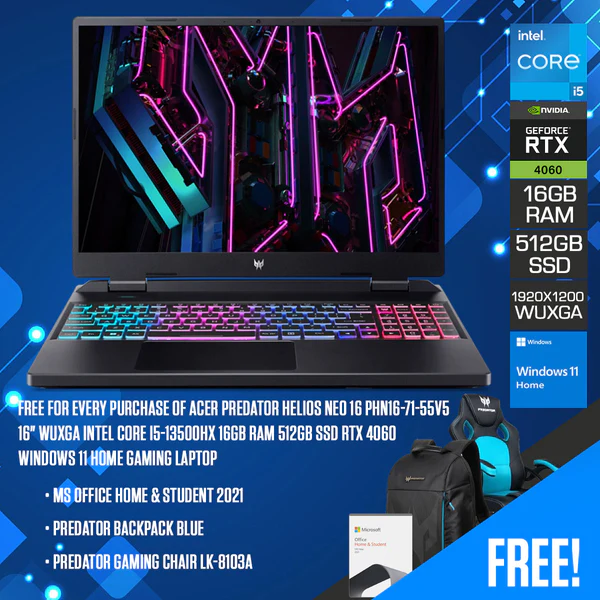 intel
CORE
i5
NVIDIA
GEFORCE
RTX
4060
16GB
RAM
512GB
SSD
1920X1200
WUXGA
Windows
Windows 11
Home
FREE FOR EVERY PURCHASE OF ACER PREDATOR HELIOS NEO 16 PHN16-71-55V5
16" WUXGA INTEL CORE I5-13500HX 16GB RAM 512GB SSD RTX 4060
WINDOWS 11 HOME GAMING LAPTOP
• MS OFFICE HOME & STUDENT 2021
• PREDATOR BACKPACK BLUE
• PREDATOR GAMING CHAIR LK-8103A
Microsoft
Office
Home & Student
FREE!